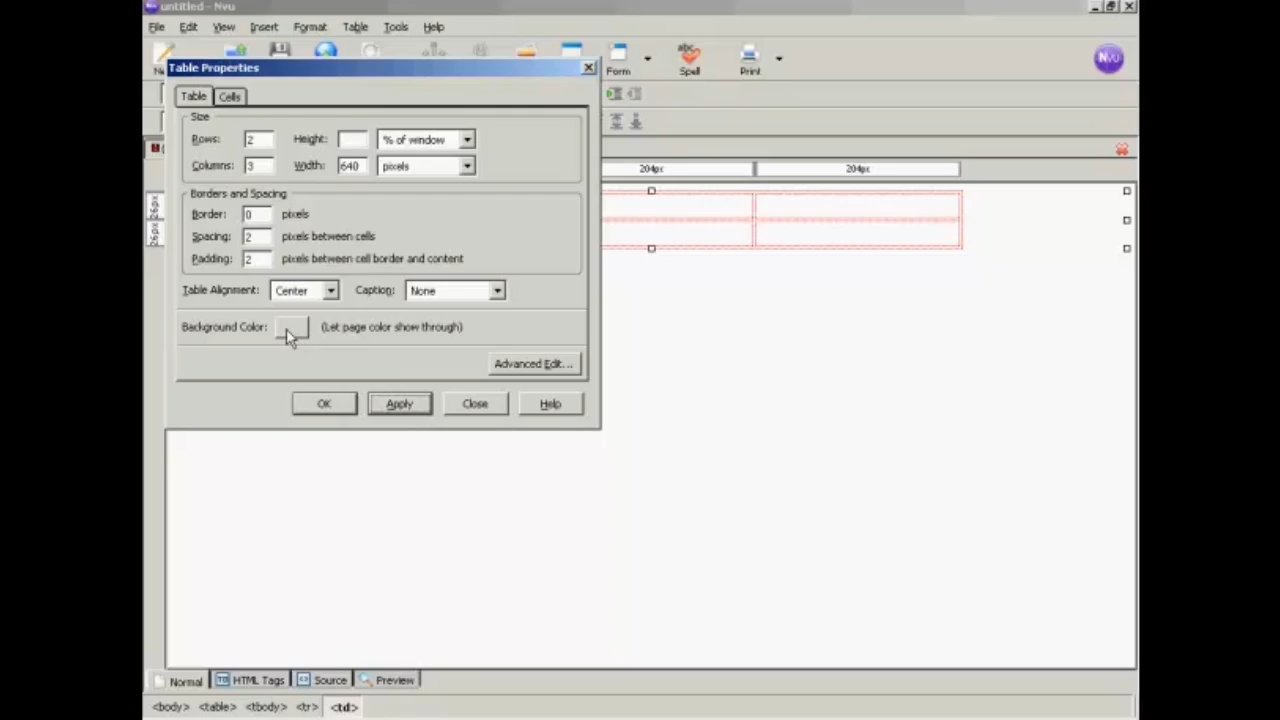 untitled - Nvu
File Edit View Insert Format Table Tools Help
Form Spell Print
Nvu
Table Properties
Table Cells
Size
Rows: 2 Height: % of window
Columns: 3 Width: 640 pixels
204px 204px
Borders and Spacing
26px
26px
Border: 0 pixels
Spacing: 2 pixels between cells
Padding: 2 pixels between cell border and content
Table Alignment: Center Caption: None
Background Color: (Let page color show through)
Advanced Edit...
OK Apply Close Help
Normal HTML Tags Source Preview
<body> <table> <tbody> <tr> <td>